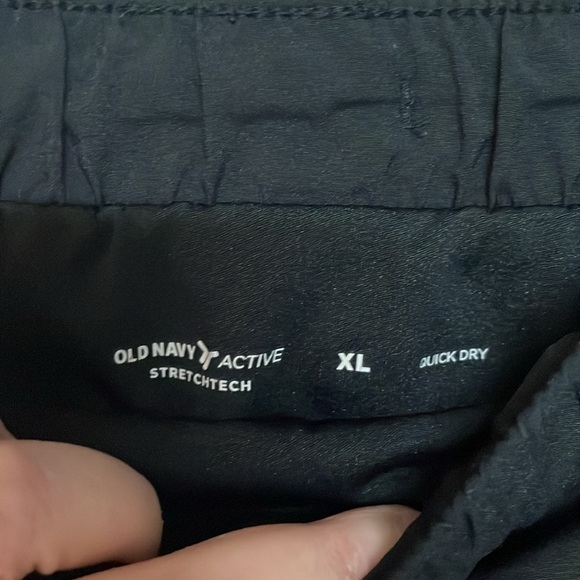 OLD NAVY ACTIVE XL QUICK DRY
STRETCHTECH